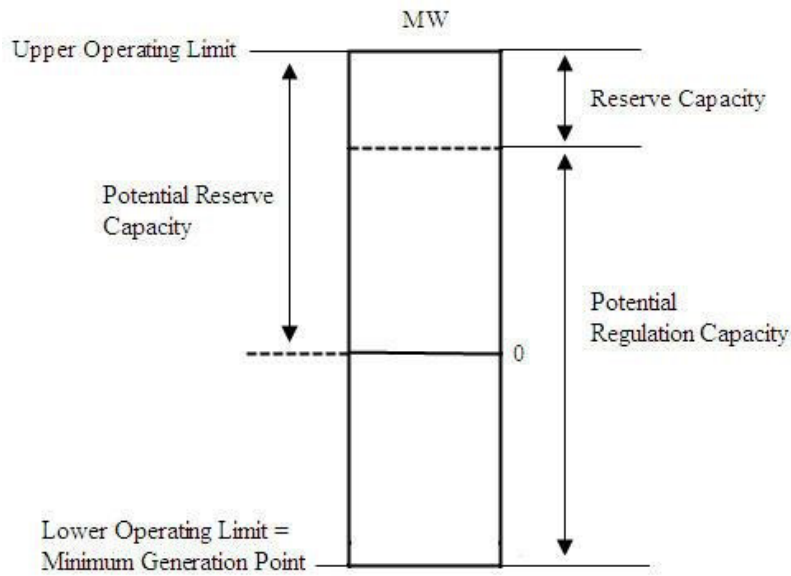 MW
Upper Operating Limit
Reserve Capacity
Potential Reserve
Capacity
Potential
Regulation Capacity
0
Lower Operating Limit =
Minimum Generation Point